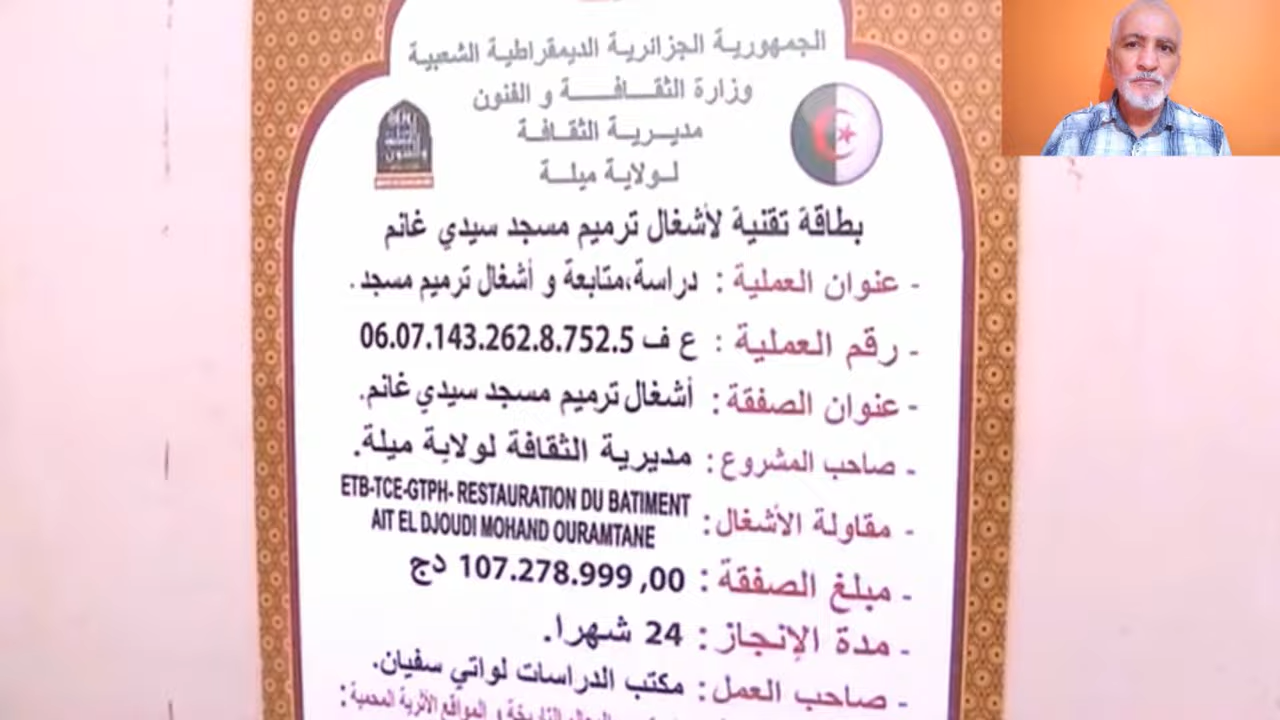 الجمهورية الجزائرية الديمقراطية الشعبية
وزارة الثقافة و الفنون
مديرية الثقافة
لولاية ميلة
بطاقة تقنية لأشغال ترميم مسجد سيدي غانم
- عنوان العملية : دراسة،متابعة و أشغال ترميم مسجد .
- رقم العملية : ع ف 06.07.143.262.8.752.5
- عنوان الصفقة : أشغال ترميم مسجد سيدي غانم.
- صاحب المشروع : مديرية الثقافة لولاية ميلة.
- مقاولة الأشغال : ETB-TCE-GTPH- RESTAURATION DU BATIMENT
AIT EL DJOUDI MOHAND OURAMTANE
- مبلغ الصفقة : 107.278.999 ,00 دج
- مدة الإنجاز : 24 شهرا.
- صاحب العمل : مكتب الدراسات لواتي سفيان.
و المواقع الأثرية المحمية :